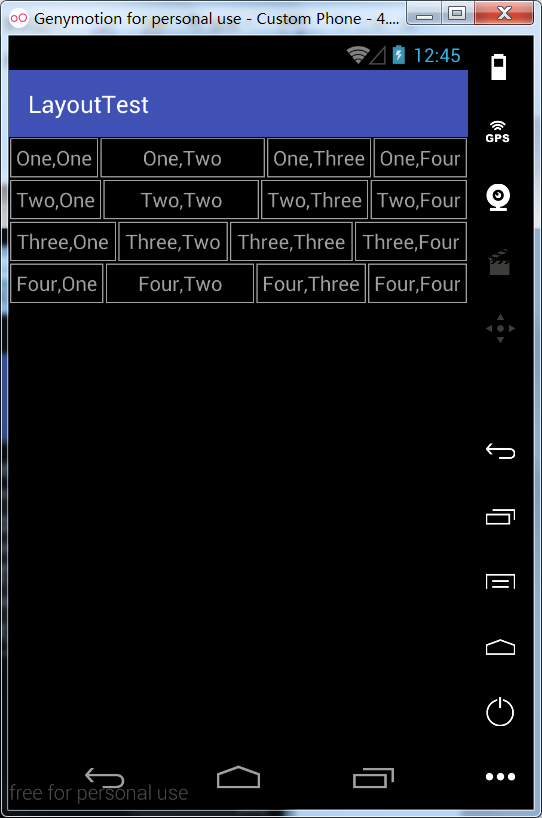 Genymotion for personal use - Custom Phone - 4....
12:45
GPS
LayoutTest
One,One One,Two One,Three One,Four
Two,One Two,Two Two,Three Two,Four
Three,One Three,Two Three,Three Three,Four
Four,One Four,Two Four,Three Four,Four
free for personal use